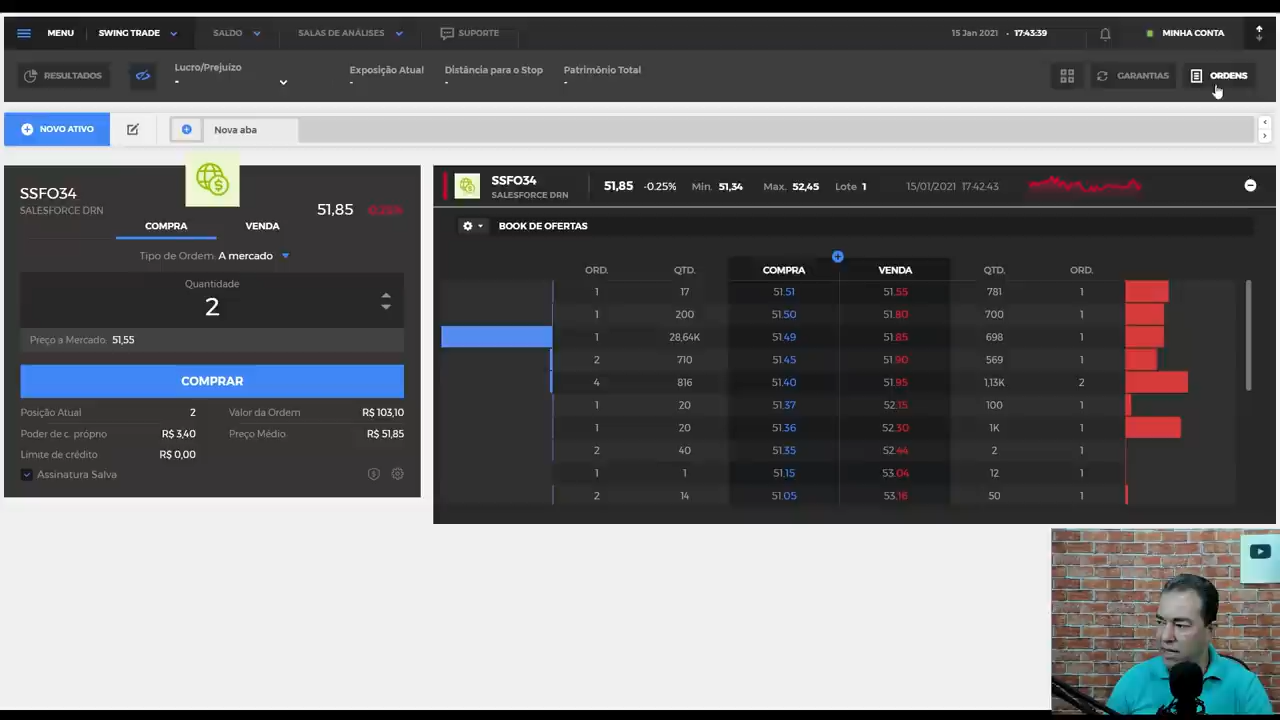 MENU SWING TRADE SALDO SALAS DE ANÁLISES SUPORTE 15 Jan 2021 • 17:43:39 MINHA CONTA
RESULTADOS Lucro/Prejuízo Exposição Atual Distância para o Stop Patrimônio Total GARANTIAS ORDENS
- - - -
NOVO ATIVO Nova aba
SSFO34
SALESFORCE DRN
51,85 -0.25%
COMPRA VENDA
Tipo de Ordem: A mercado
Quantidade
2
Preço a Mercado: 51,55
COMPRAR
Posição Atual 2 Valor da Ordem R$ 103,10
Poder de c. próprio R$ 3,40 Preço Médio R$ 51,85
Limite de crédito R$ 0,00
Assinatura Salva
SSFO34
SALESFORCE DRN
51,85 -0.25% Min. 51,34 Max. 52,45 Lote 1 15/01/2021 17:42:43
BOOK DE OFERTAS
ORD. QTD. COMPRA VENDA QTD. ORD.
1 17 51.51 51.55 781 1
1 200 51.50 51.80 700 1
1 28,64K 51.49 51.85 698 1
2 710 51.45 51.90 569 1
4 816 51.40 51.95 1,13K 2
1 20 51.37 52.15 100 1
1 20 51.36 52.30 1K 1
2 40 51.35 52.44 2 1
1 1 51.15 53.04 12 1
2 14 51.05 53.16 50 1